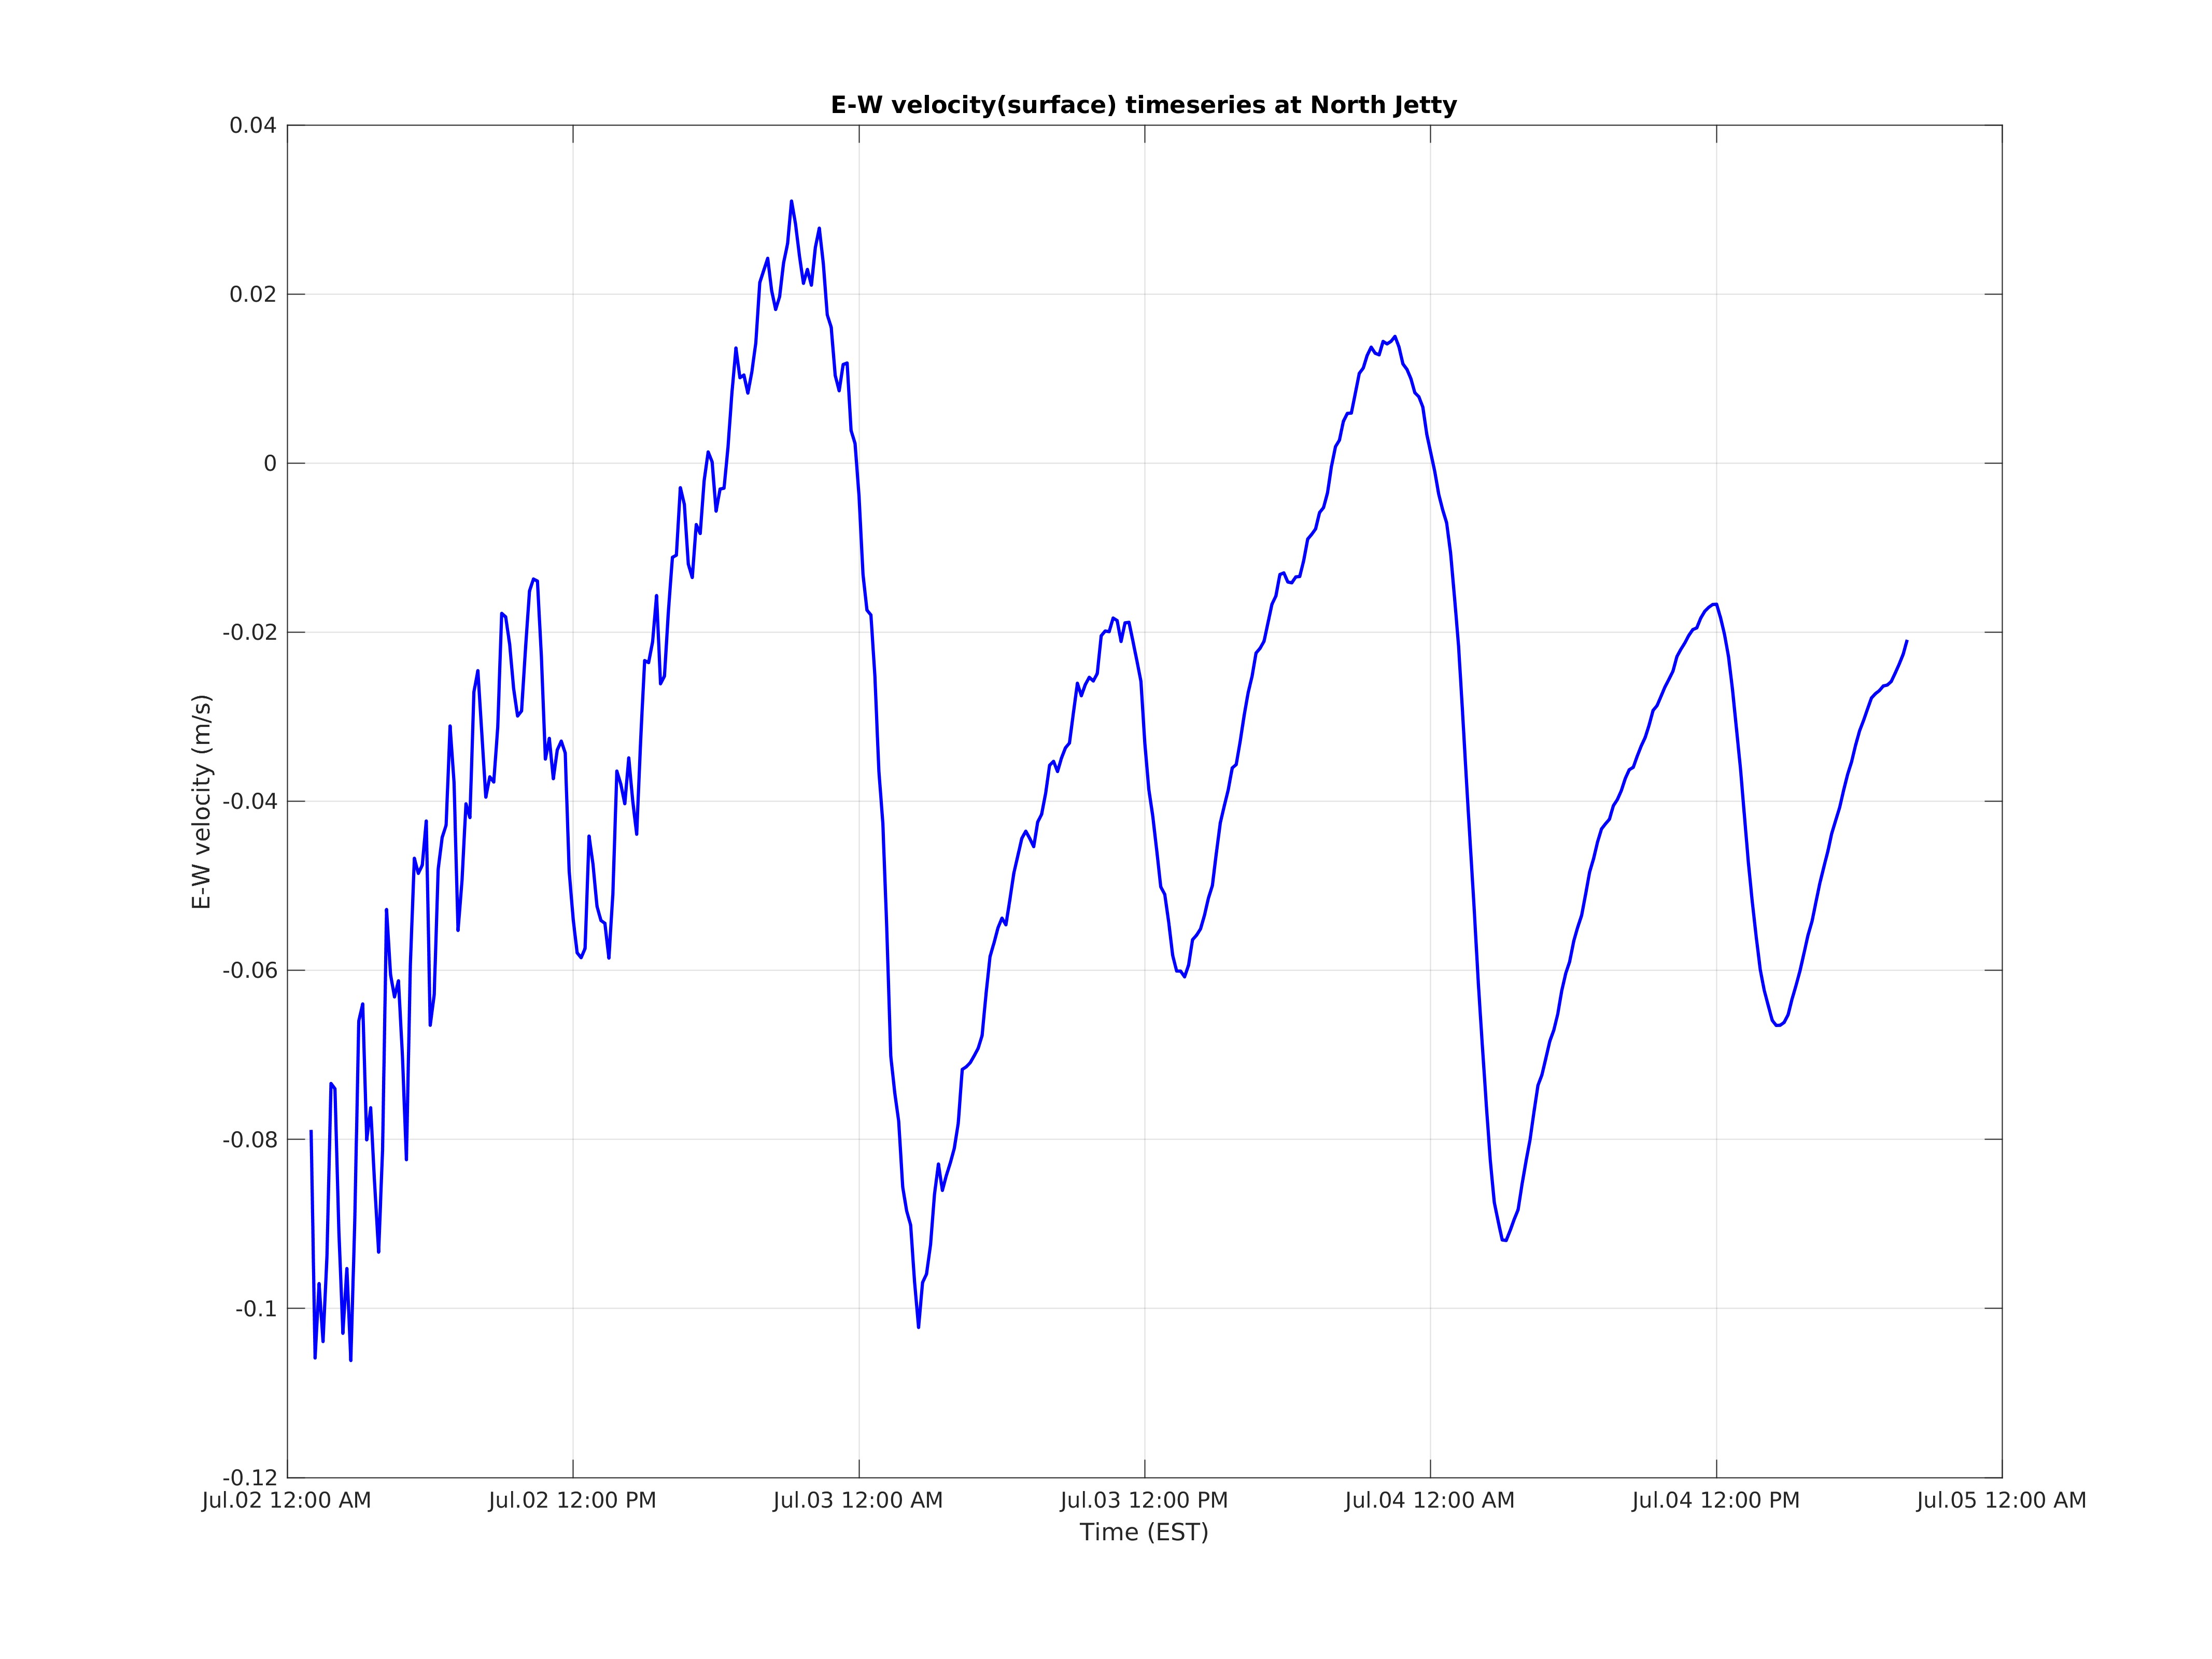 E-W velocity(surface) timeseries at North Jetty
0.04
0.02
0
-0.02
-0.04
-0.06
-0.08
-0.1
-0.12
E-W velocity (m/s)
Jul.02 12:00 AM Jul.02 12:00 PM Jul.03 12:00 AM Jul.03 12:00 PM Jul.04 12:00 AM Jul.04 12:00 PM Jul.05 12:00 AM
Time (EST)